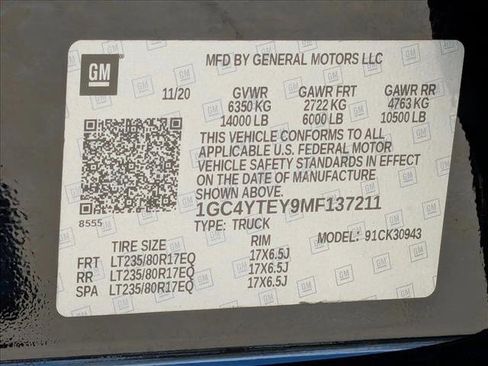 GM
MFD BY GENERAL MOTORS LLC
11/20 GVWR GAWR FRT GAWR RR
6350 KG 2722 KG 4763 KG
14000 LB 6000 LB 10500 LB
THIS VEHICLE CONFORMS TO ALL
APPLICABLE U.S. FEDERAL MOTOR
VEHICLE SAFETY STANDARDS IN EFFECT
ON THE DATE OF MANUFACTURE
SHOWN ABOVE.
8555
1GC4YTEY9MF137211
TYPE: TRUCK MODEL: 91CK30943
TIRE SIZE RIM
FRT LT235/80R17EQ 17X6.5J
RR LT235/80R17EQ 17X6.5J
SPA LT235/80R17EQ 17X6.5J